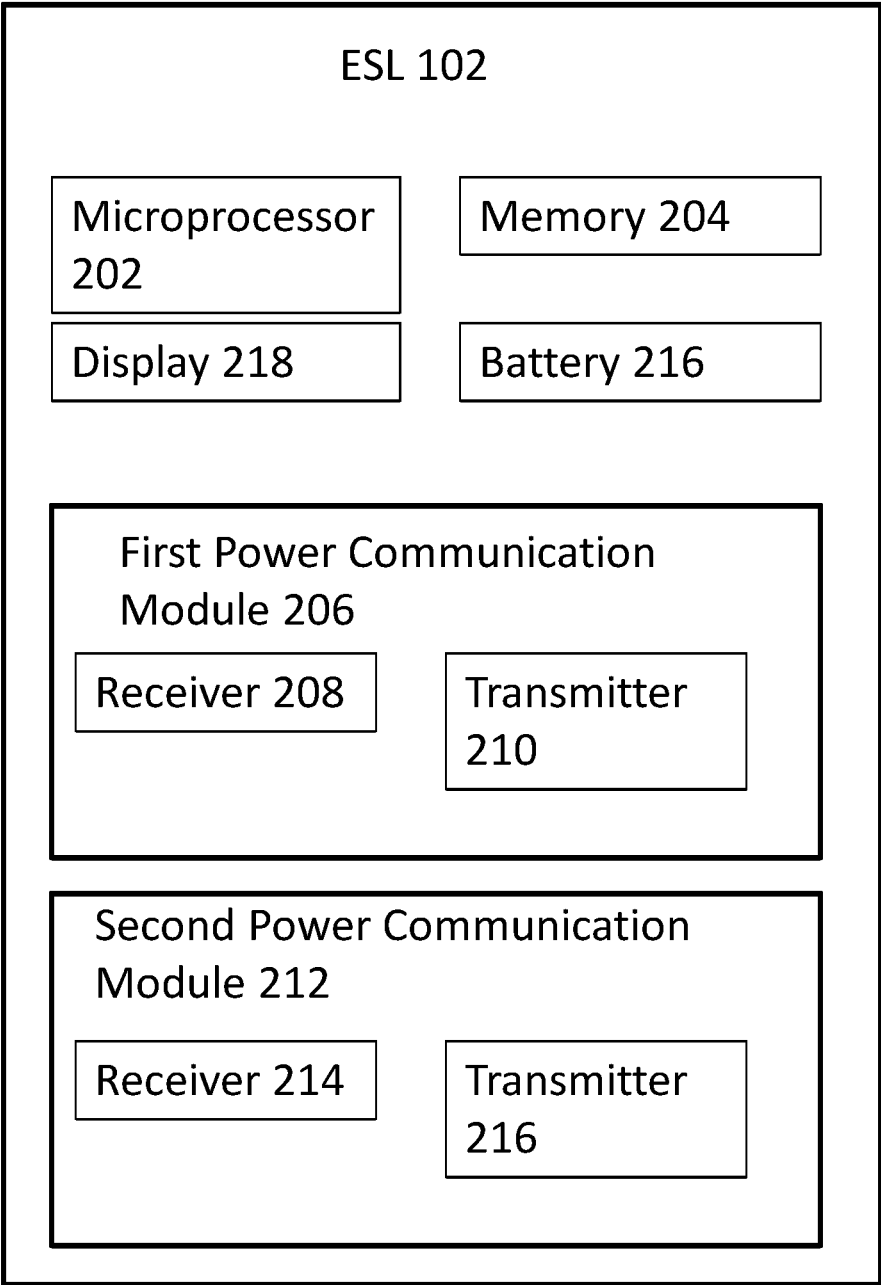 ESL 102
Microprocessor
202
Memory 204
Display 218
Battery 216
First Power Communication
Module 206
Receiver 208
Transmitter
210
Second Power Communication
Module 212
Receiver 214
Transmitter
216